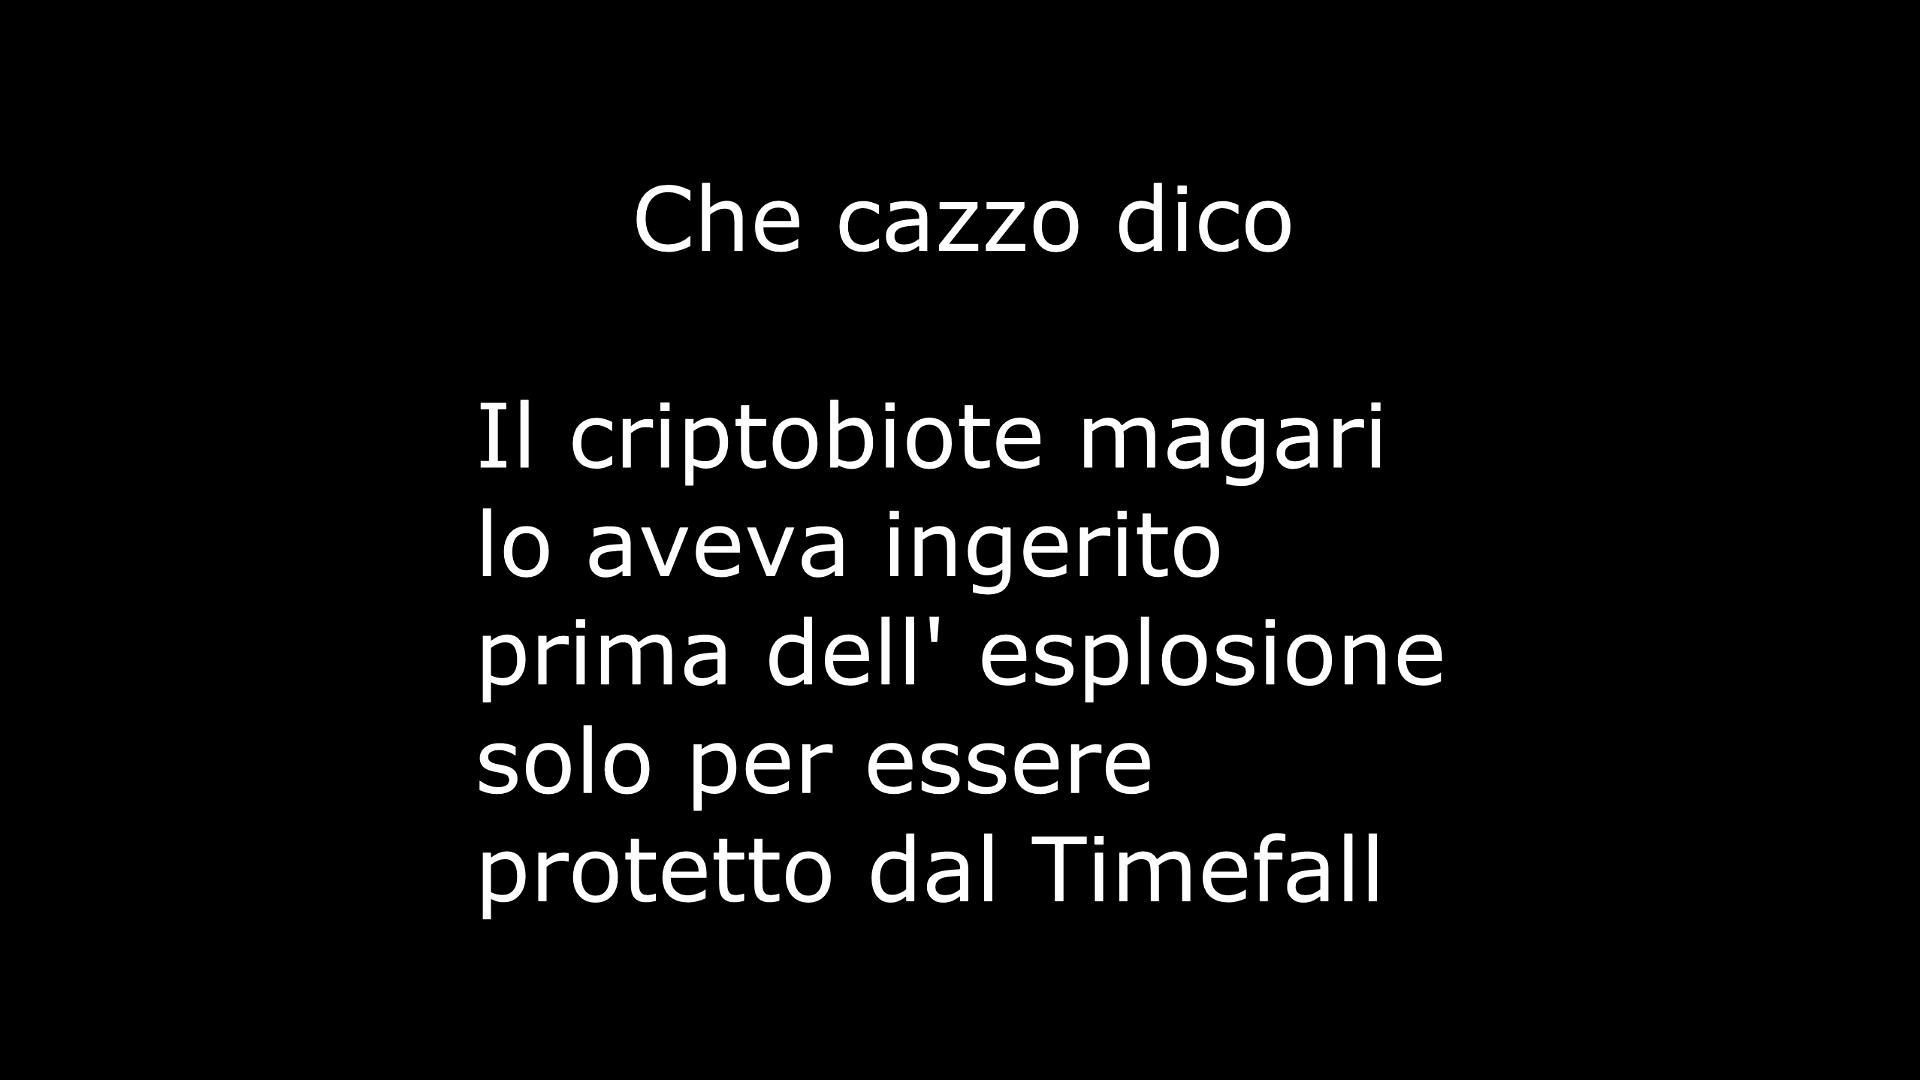 Che cazzo dico
Il criptobiote magari
lo aveva ingerito
prima dell' esplosione
solo per essere
protetto dal Timefall